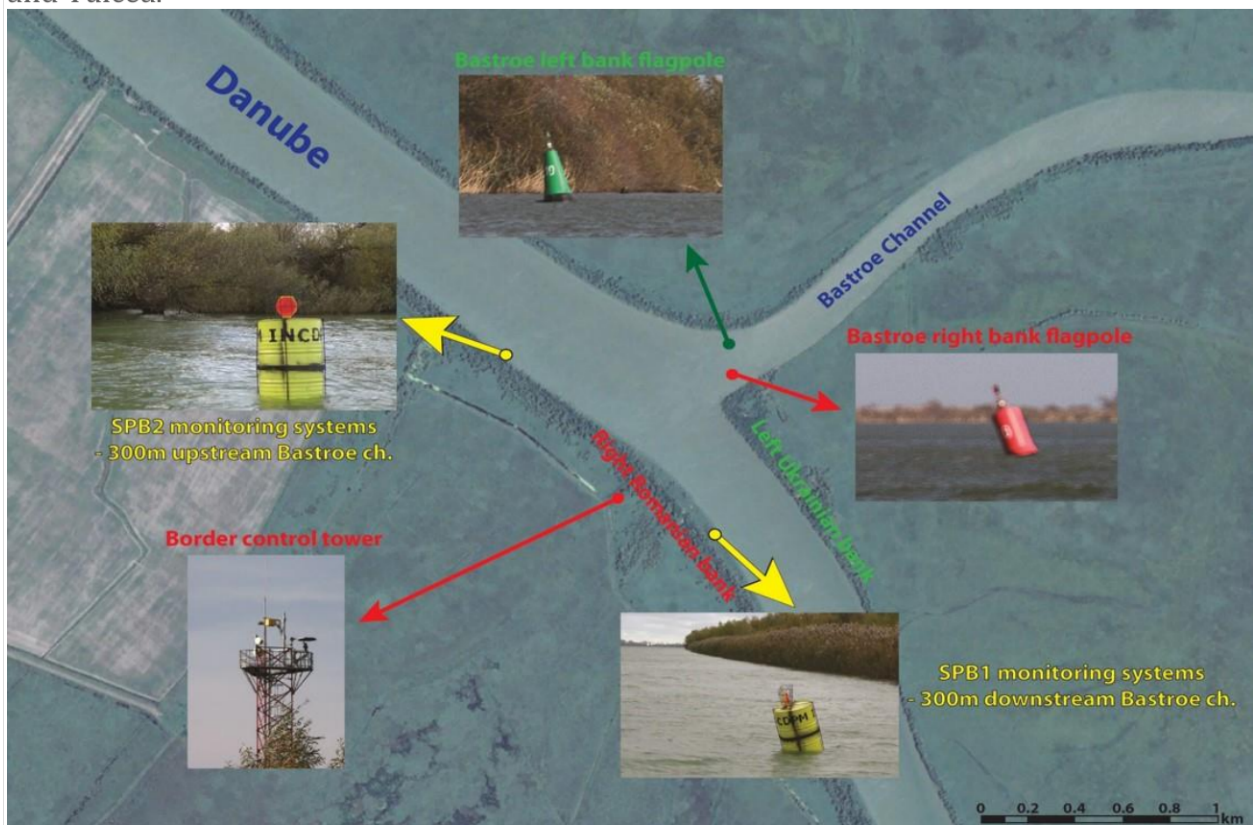 and Tulcea.
Bastroe left bank flagpole
Danube
Bastroe Channel
INCD
Bastroe right bank flagpole
SPB2 monitoring systems
- 300m upstream Bastroe ch.
Right Romanian bank
Left Ukrainian bank
Border control tower
CDPM
SPB1 monitoring systems
- 300m downstream Bastroe ch.
0 0.2 0.4 0.6 0.8 1
km